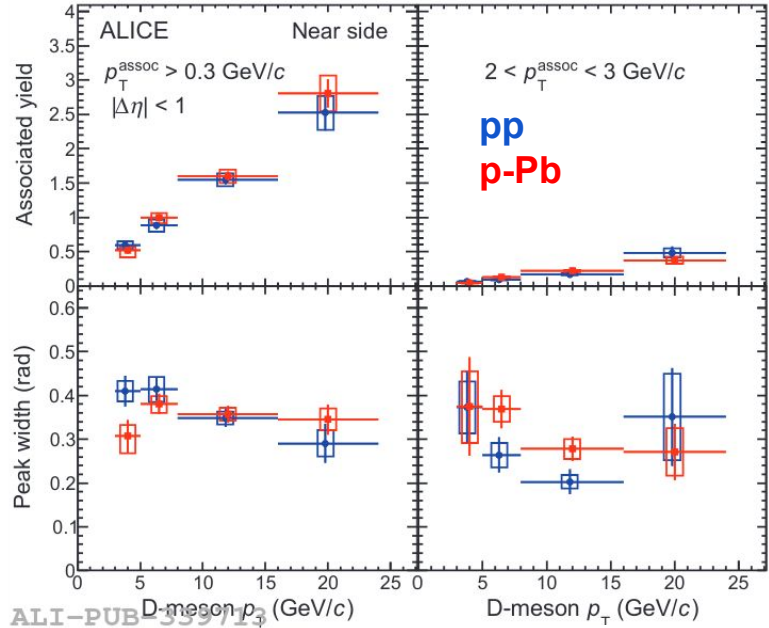 ALICE
Near side
p_T^assoc > 0.3 GeV/c
|Δη| < 1
2 < p_T^assoc < 3 GeV/c
pp
p-Pb
Associated yield
4
3.5
3
2.5
2
1.5
1
0.5
0
Peak width (rad)
0.6
0.5
0.4
0.3
0.2
0.1
0
0 5 10 15 20 25
0 5 10 15 20 25
D-meson p_T (GeV/c)
D-meson p_T (GeV/c)
ALI-PUB-339713